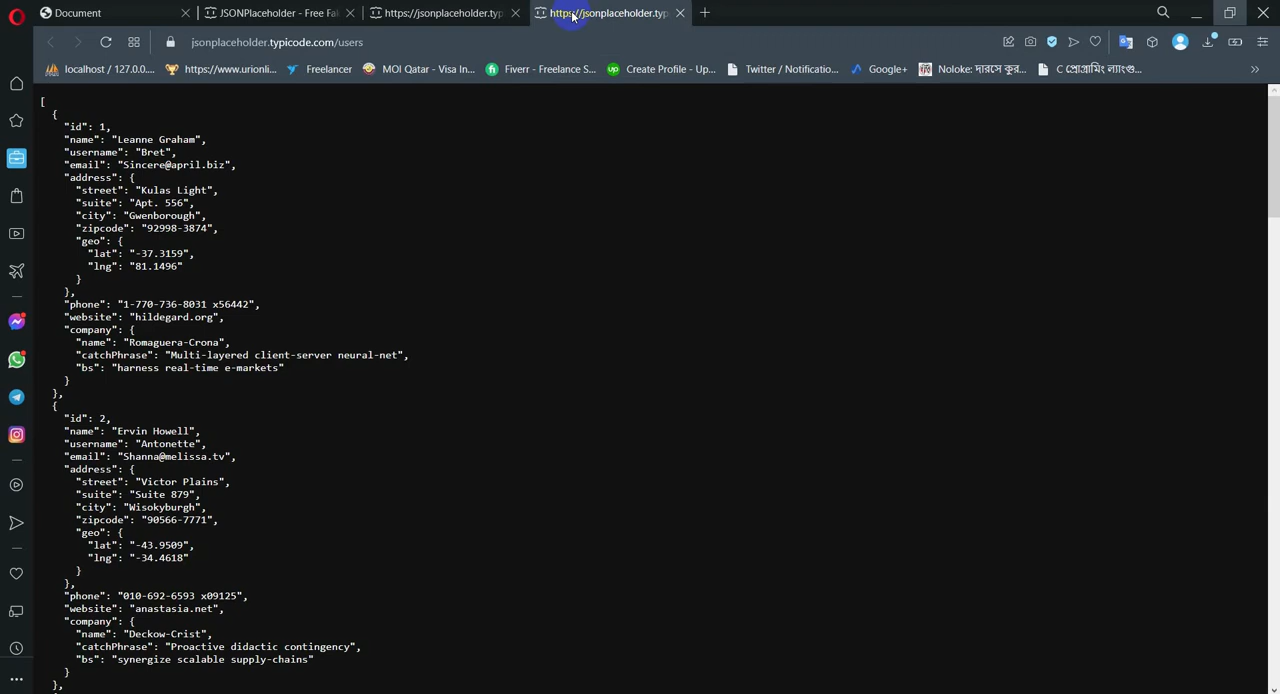 Document
JSONPlaceholder - Free Fak
https://jsonplaceholder.typ
https://jsonplaceholder.typ
jsonplaceholder.typicode.com/users
localhost / 127.0.0....
https://www.urionli...
Freelancer
MOI Qatar - Visa In...
Fiverr - Freelance S...
Create Profile - Up...
Twitter / Notificatio...
Google+
Noloke: দারসে কুর...
C প্রোগ্রামিং ল্যাংগু...
[
{
"id": 1,
"name": "Leanne Graham",
"username": "Bret",
"email": "Sincere@april.biz",
"address": {
"street": "Kulas Light",
"suite": "Apt. 556",
"city": "Gwenborough",
"zipcode": "92998-3874",
"geo": {
"lat": "-37.3159",
"lng": "81.1496"
}
},
"phone": "1-770-736-8031 x56442",
"website": "hildegard.org",
"company": {
"name": "Romaguera-Crona",
"catchPhrase": "Multi-layered client-server neural-net",
"bs": "harness real-time e-markets"
}
},
{
"id": 2,
"name": "Ervin Howell",
"username": "Antonette",
"email": "Shanna@melissa.tv",
"address": {
"street": "Victor Plains",
"suite": "Suite 879",
"city": "Wisokyburgh",
"zipcode": "90566-7771",
"geo": {
"lat": "-43.9509",
"lng": "-34.4618"
}
},
"phone": "010-692-6593 x09125",
"website": "anastasia.net",
"company": {
"name": "Deckow-Crist",
"catchPhrase": "Proactive didactic contingency",
"bs": "synergize scalable supply-chains"
}
},